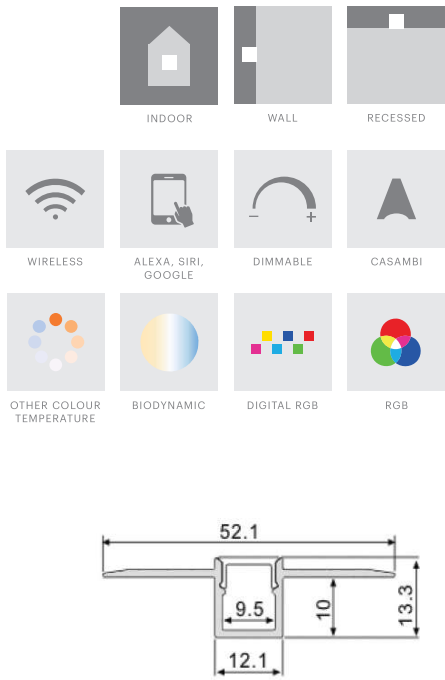 INDOOR
WALL
RECESSED
WIRELESS
ALEXA, SIRI,
GOOGLE
DIMMABLE
CASAMBI
OTHER COLOUR
TEMPERATURE
BIODYNAMIC
DIGITAL RGB
RGB
52.1
9.5
10
13.3
12.1